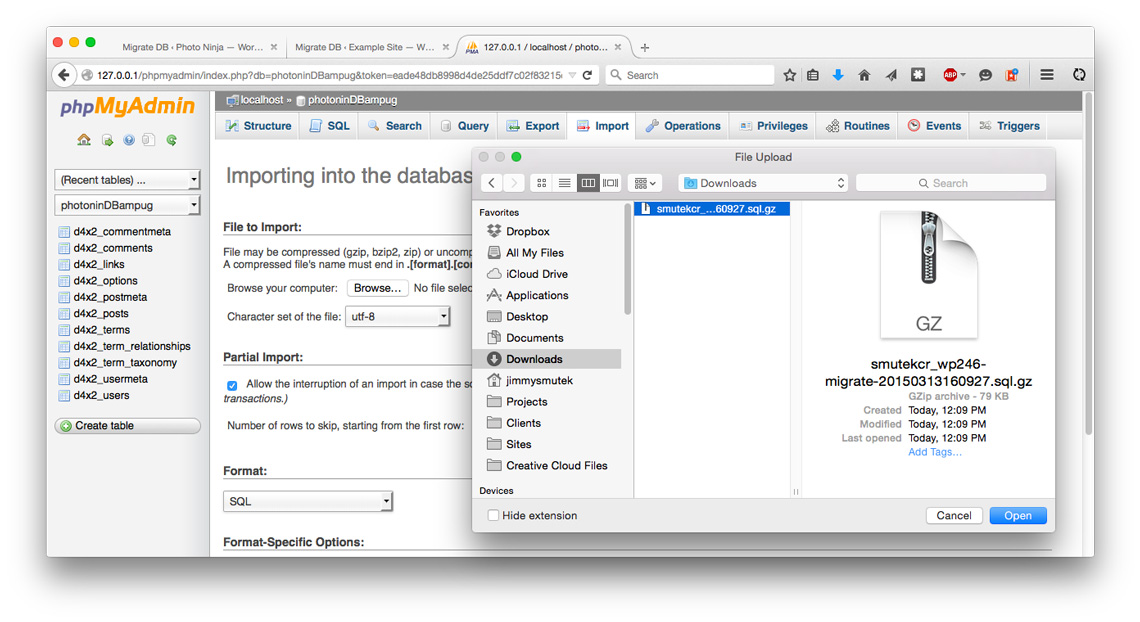 Migrate DB ‹ Photo Ninja — Wor...
Migrate DB ‹ Example Site — W...
PMA
127.0.0.1 / localhost / photo...
127.0.0.1/phpmyadmin/index.php?db=photoninDBampug&token=eade48db8998d4de25ddf7c02f83215
Search
ABP
phpMyAdmin
(Recent tables) ...
photoninDBampug
d4x2_commentmeta
d4x2_comments
d4x2_links
d4x2_options
d4x2_postmeta
d4x2_posts
d4x2_terms
d4x2_term_relationships
d4x2_term_taxonomy
d4x2_usermeta
d4x2_users
Create table
localhost » photoninDBampug
Structure
SQL
Search
Query
Export
Import
Operations
Privileges
Routines
Events
Triggers
Importing into the databas
File to Import:
File may be compressed (gzip, bzip2, zip) or uncomp
A compressed file's name must end in .[format].[co
Browse your computer: Browse... No file selec
Character set of the file: utf-8
Partial Import:
Allow the interruption of an import in case the sc
transactions.)
Number of rows to skip, starting from the first row:
Format:
SQL
Format-Specific Options:
File Upload
Downloads
Search
Favorites
Dropbox
All My Files
iCloud Drive
Applications
Desktop
Documents
Downloads
jimmysmutek
Projects
Clients
Sites
Creative Cloud Files
Devices
smutekcr_...60927.sql.gz
GZ
smutekcr_wp246-
migrate-20150313160927.sql.gz
GZip archive - 79 KB
Created Today, 12:09 PM
Modified Today, 12:09 PM
Last opened Today, 12:09 PM
Add Tags...
Hide extension
Cancel
Open